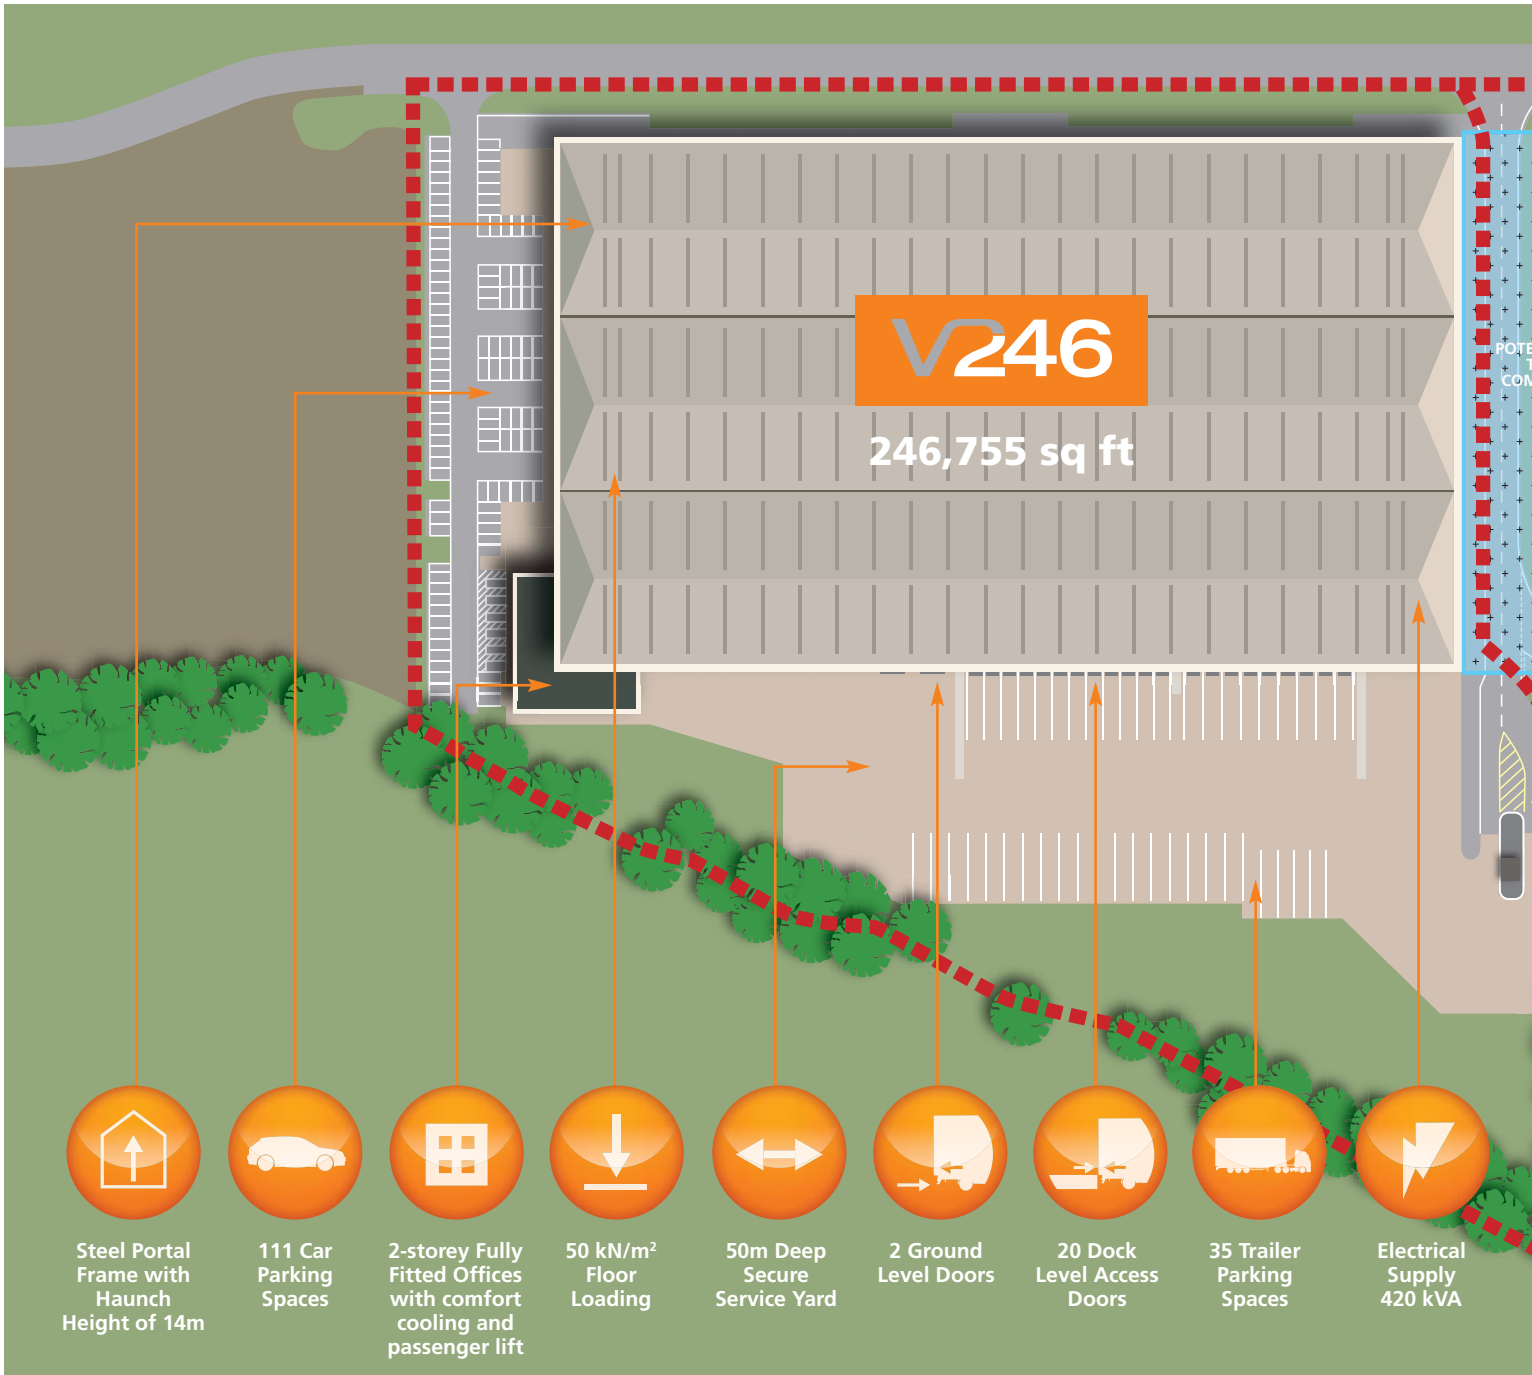 V246
246,755 sq ft
Steel Portal
Frame with
Haunch
Height of 14m
111 Car
Parking
Spaces
2-storey Fully
Fitted Offices
with comfort
cooling and
passenger lift
50 kN/m²
Floor
Loading
50m Deep
Secure
Service Yard
2 Ground
Level Doors
20 Dock
Level Access
Doors
35 Trailer
Parking
Spaces
Electrical
Supply
420 kVA